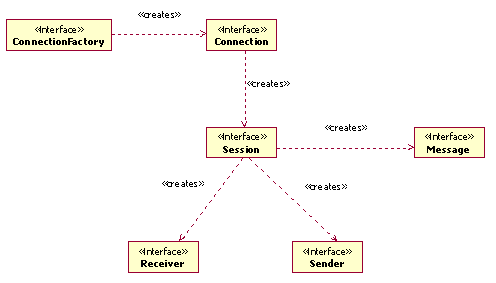 «creates»
«Interface»
ConnectionFactory
«Interface»
Connection
«creates»
«Interface»
Session
«creates»
«Interface»
Message
«creates»
«creates»
«Interface»
Receiver
«Interface»
Sender